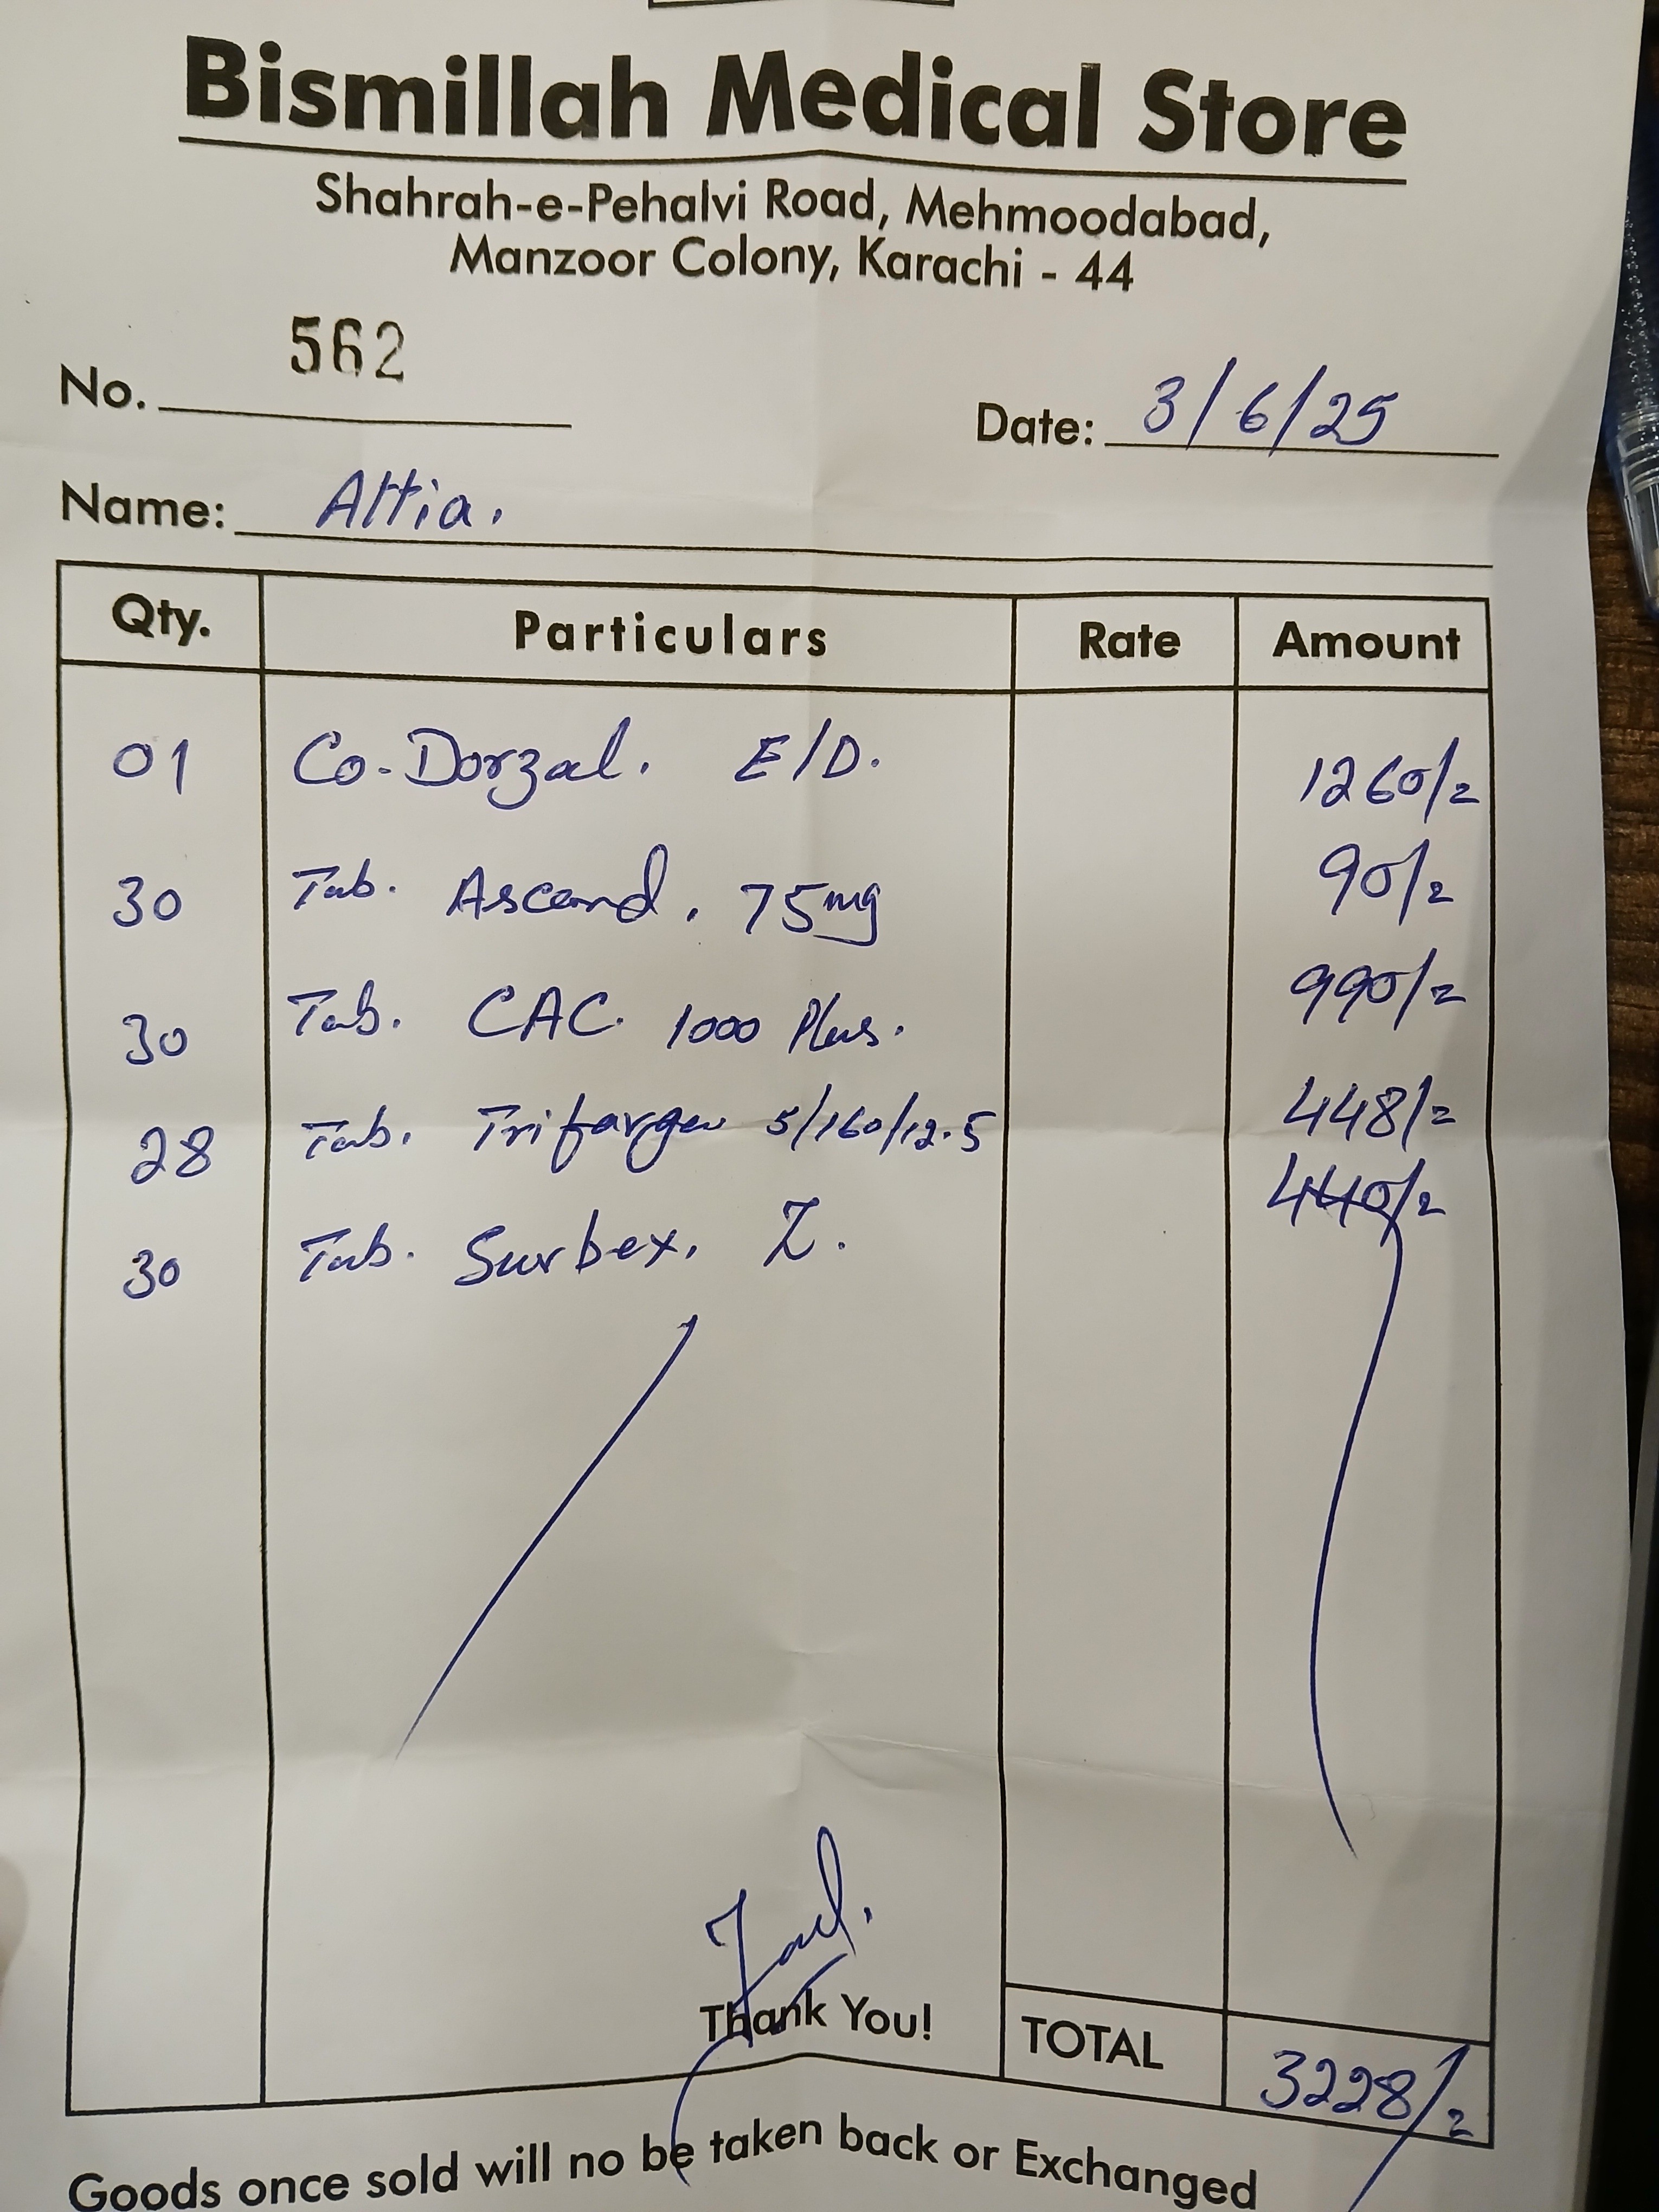 Bismillah Medical Store
Shahrah-e-Pehalvi Road, Mehmoodabad,
Manzoor Colony, Karachi - 44
No. 562
Date: 3/6/25
Name: Attia.
Qty. Particulars Rate Amount
01 Co-Dorzal. E/D. 1260/=
30 Tab. Ascard. 75mg 90/=
30 Tab. CAC. 1000 Plus. 990/=
28 Tab. Triforge 5/160/12.5 448/=
30 Tab. Surbex. Z. 440/=
Thank You!
TOTAL 3228/=
Goods once sold will no be taken back or Exchanged